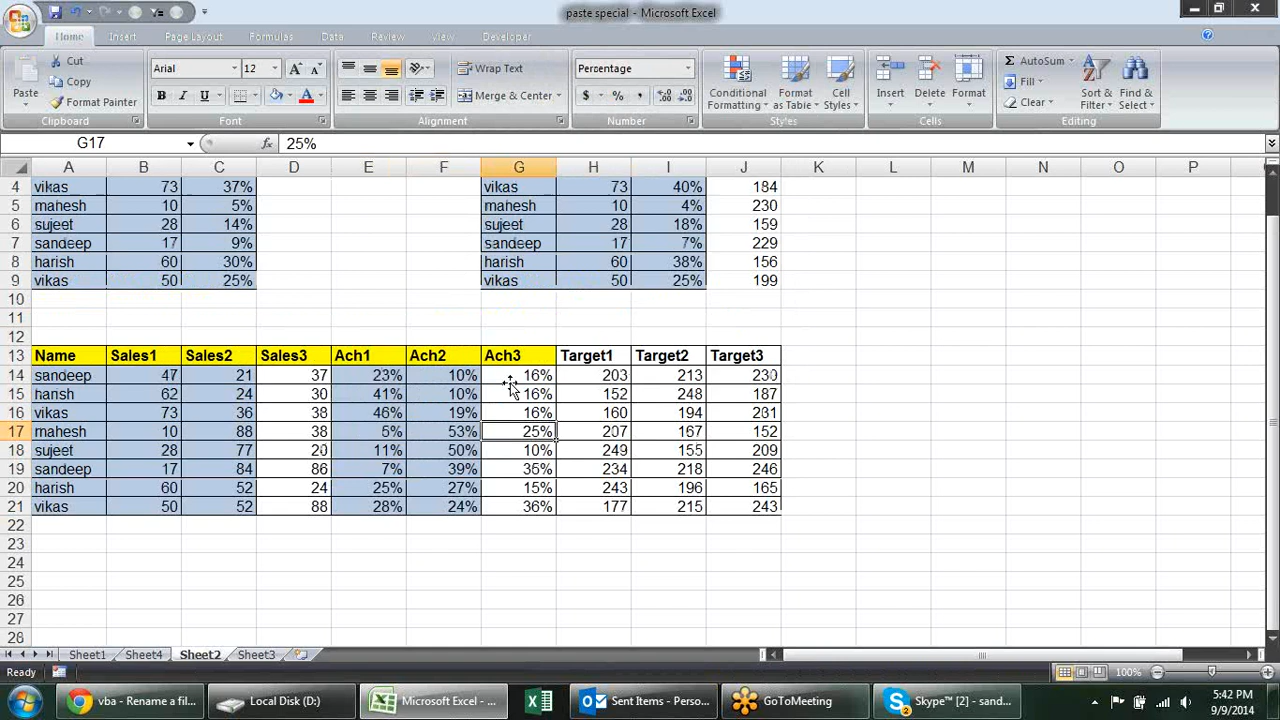 paste special - Microsoft Excel
Home Insert Page Layout Formulas Data Review View Developer
Cut
Copy
Format Painter
Paste
Clipboard
Arial 12
B I U
Font
Wrap Text
Merge & Center
Alignment
Percentage
$ % ,
Number
Conditional Formatting
Format as Table
Cell Styles
Styles
Insert Delete Format
Cells
Σ AutoSum
Fill
Clear
Sort & Filter
Find & Select
Editing
G17 fx 25%
A B C D E F G H I J K L M N O P
4 vikas 73 37% vikas 73 40% 184
5 mahesh 10 5% mahesh 10 4% 230
6 sujeet 28 14% sujeet 28 18% 159
7 sandeep 17 9% sandeep 17 7% 229
8 harish 60 30% harish 60 38% 156
9 vikas 50 25% vikas 50 25% 199
10
11
12
13 Name Sales1 Sales2 Sales3 Ach1 Ach2 Ach3 Target1 Target2 Target3
14 sandeep 47 21 37 23% 10% 16% 203 213 230
15 harish 62 24 30 41% 10% 16% 152 248 187
16 vikas 73 36 38 46% 19% 16% 160 194 231
17 mahesh 10 88 38 5% 53% 25% 207 167 152
18 sujeet 28 77 20 11% 50% 10% 249 155 209
19 sandeep 17 84 86 7% 39% 35% 234 218 246
20 harish 60 52 24 25% 27% 15% 243 196 165
21 vikas 50 52 88 28% 24% 36% 177 215 243
22
23
24
25
26
27
28
Sheet1 Sheet4 Sheet2 Sheet3
Ready 100%
vba - Rename a fil... Local Disk (D:) Microsoft Excel - ... Sent Items - Perso... GoToMeeting Skype™ [2] - sand...
5:42 PM
9/9/2014